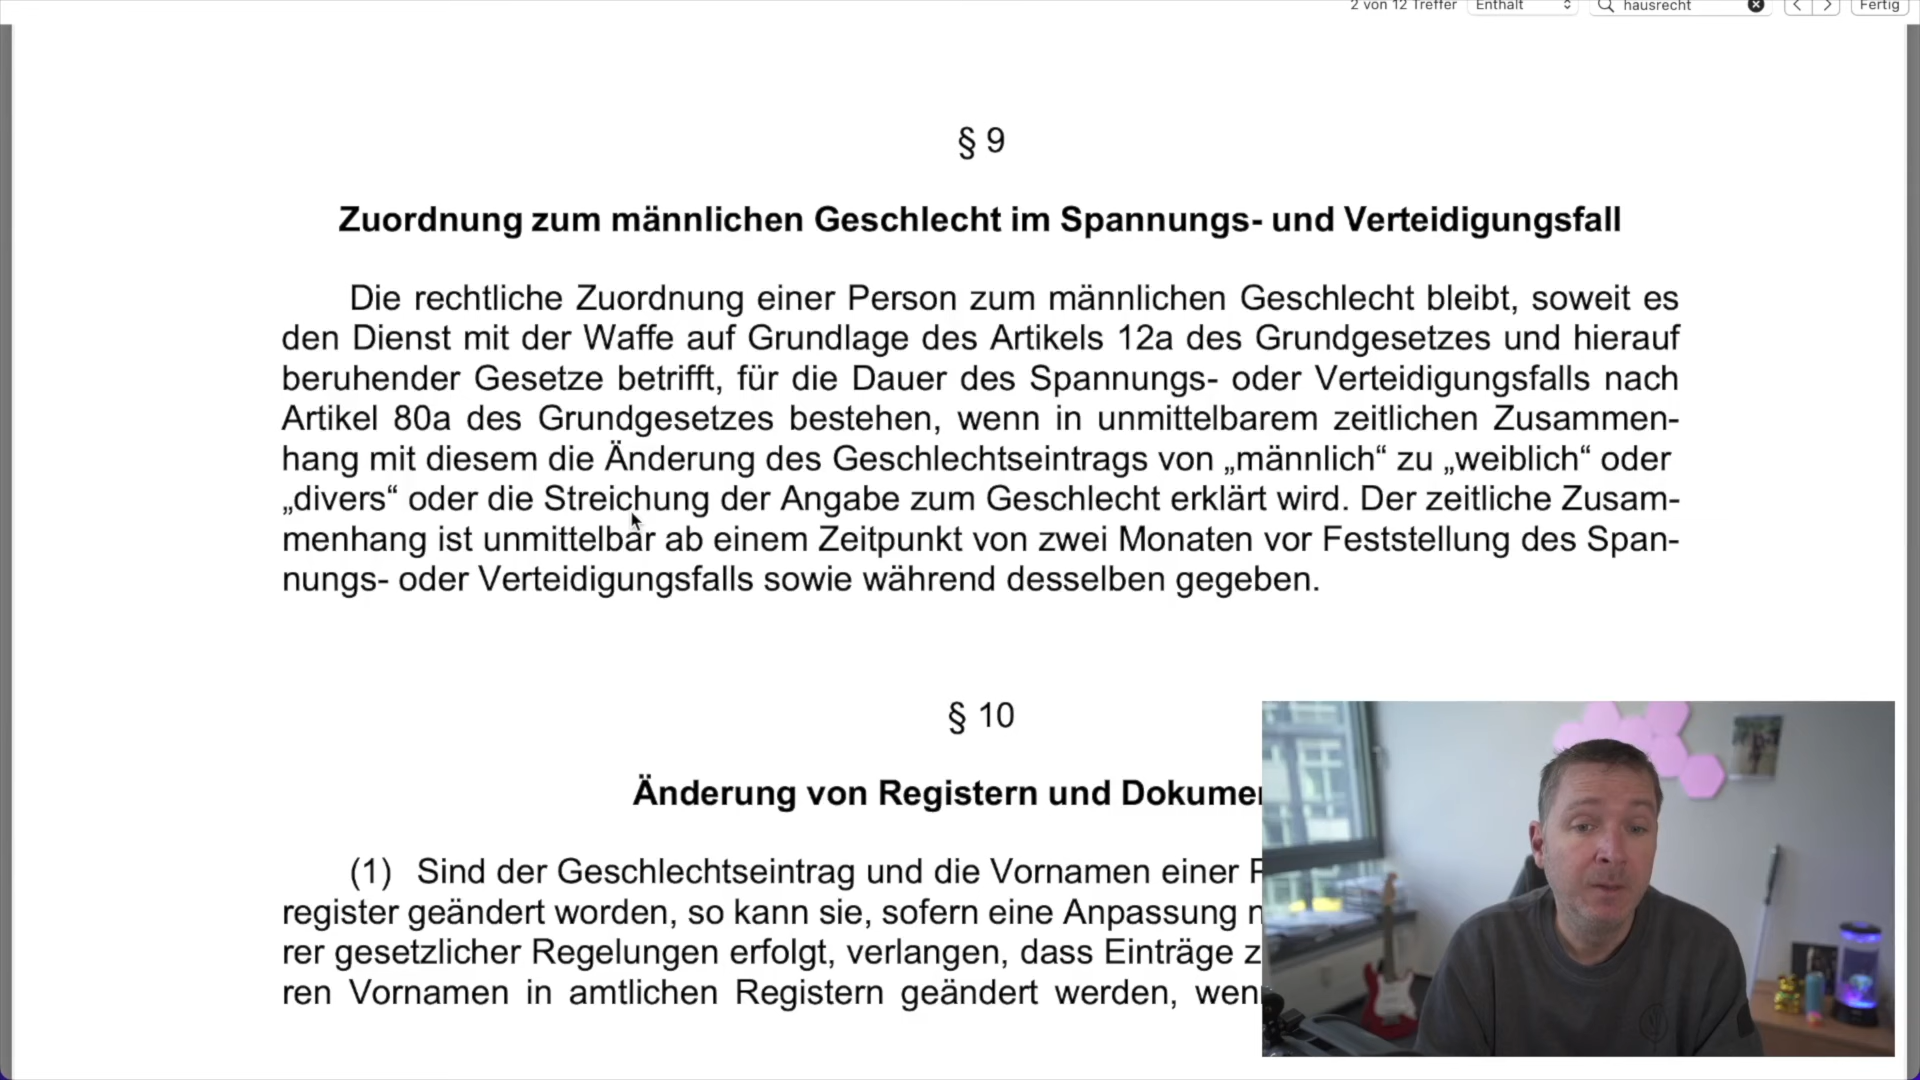 2 von 12 Treffer
Enthält
hausrecht
Fertig
§ 9
Zuordnung zum männlichen Geschlecht im Spannungs- und Verteidigungsfall
Die rechtliche Zuordnung einer Person zum männlichen Geschlecht bleibt, soweit es
den Dienst mit der Waffe auf Grundlage des Artikels 12a des Grundgesetzes und hierauf
beruhender Gesetze betrifft, für die Dauer des Spannungs- oder Verteidigungsfalls nach
Artikel 80a des Grundgesetzes bestehen, wenn in unmittelbarem zeitlichen Zusammen-
hang mit diesem die Änderung des Geschlechtseintrags von „männlich“ zu „weiblich“ oder
„divers“ oder die Streichung der Angabe zum Geschlecht erklärt wird. Der zeitliche Zusam-
menhang ist unmittelbar ab einem Zeitpunkt von zwei Monaten vor Feststellung des Span-
nungs- oder Verteidigungsfalls sowie während desselben gegeben.
§ 10
Änderung von Registern und
(1) Sind der Geschlechtseintrag und die Vornamen einer
register geändert worden, so kann sie, sofern eine Anpassung
rer gesetzlicher Regelungen erfolgt, verlangen, dass Einträge
ren Vornamen in amtlichen Registern geändert werden,